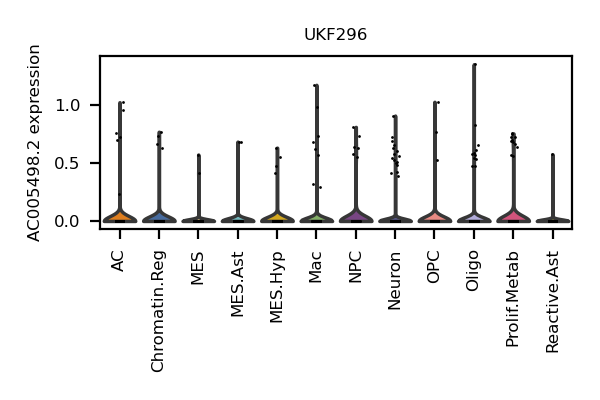 UKF296
AC005498.2 expression
1.0
0.5
0.0
AC
Chromatin.Reg
MES
MES.Ast
MES.Hyp
Mac
NPC
Neuron
OPC
Oligo
Prolif.Metab
Reactive.Ast